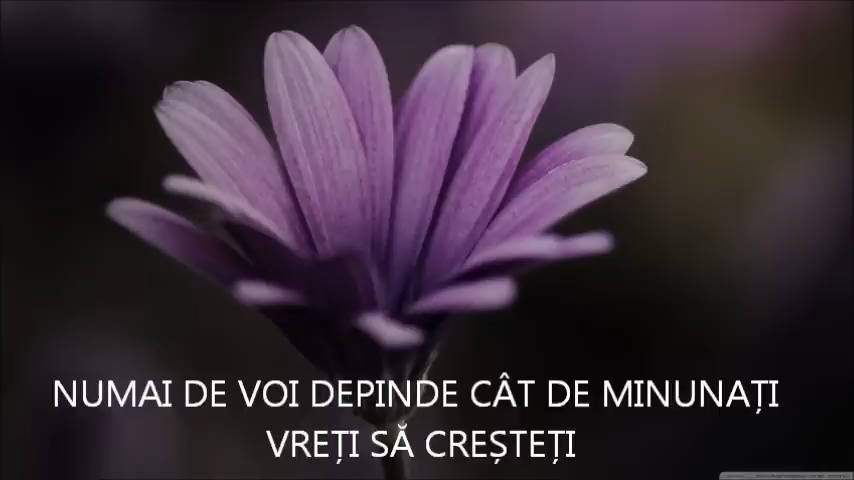 NUMAI DE VOI DEPINDE CÂT DE MINUNAȚI
VREȚI SĂ CREȘTEȚI